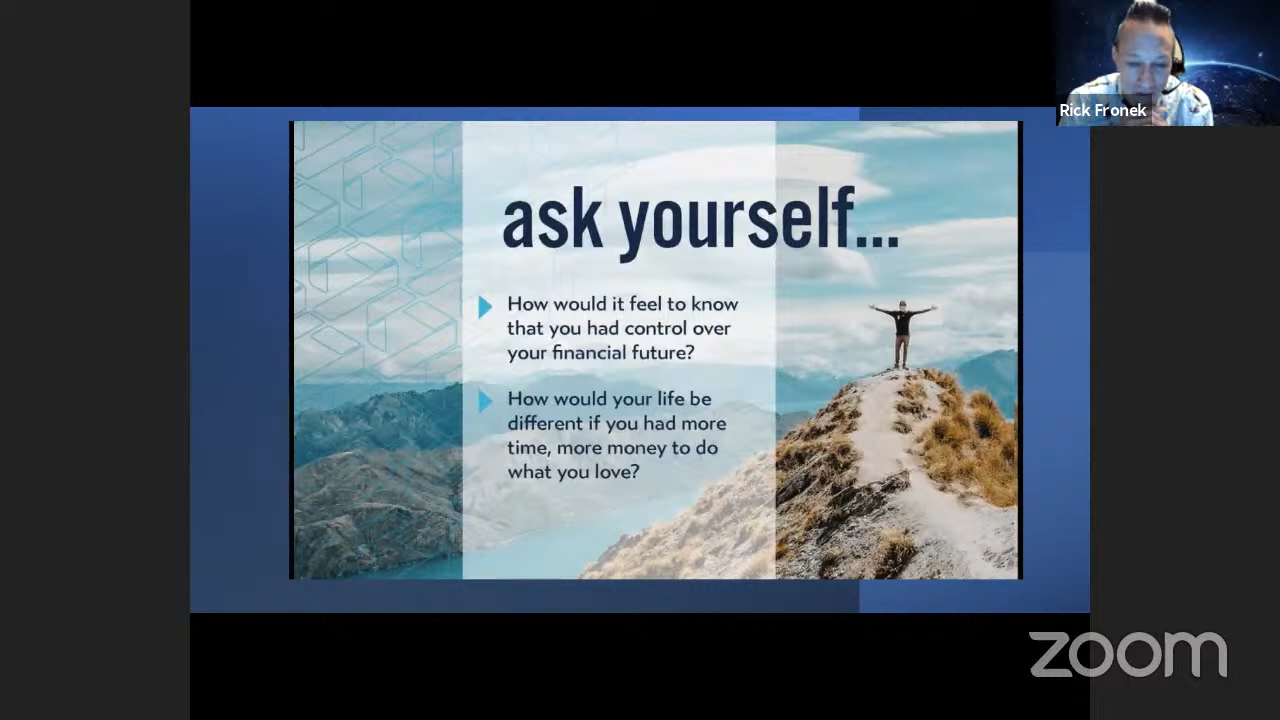 Rick Fronek
ask yourself...
How would it feel to know
that you had control over
your financial future?
How would your life be
different if you had more
time, more money to do
what you love?
zoom